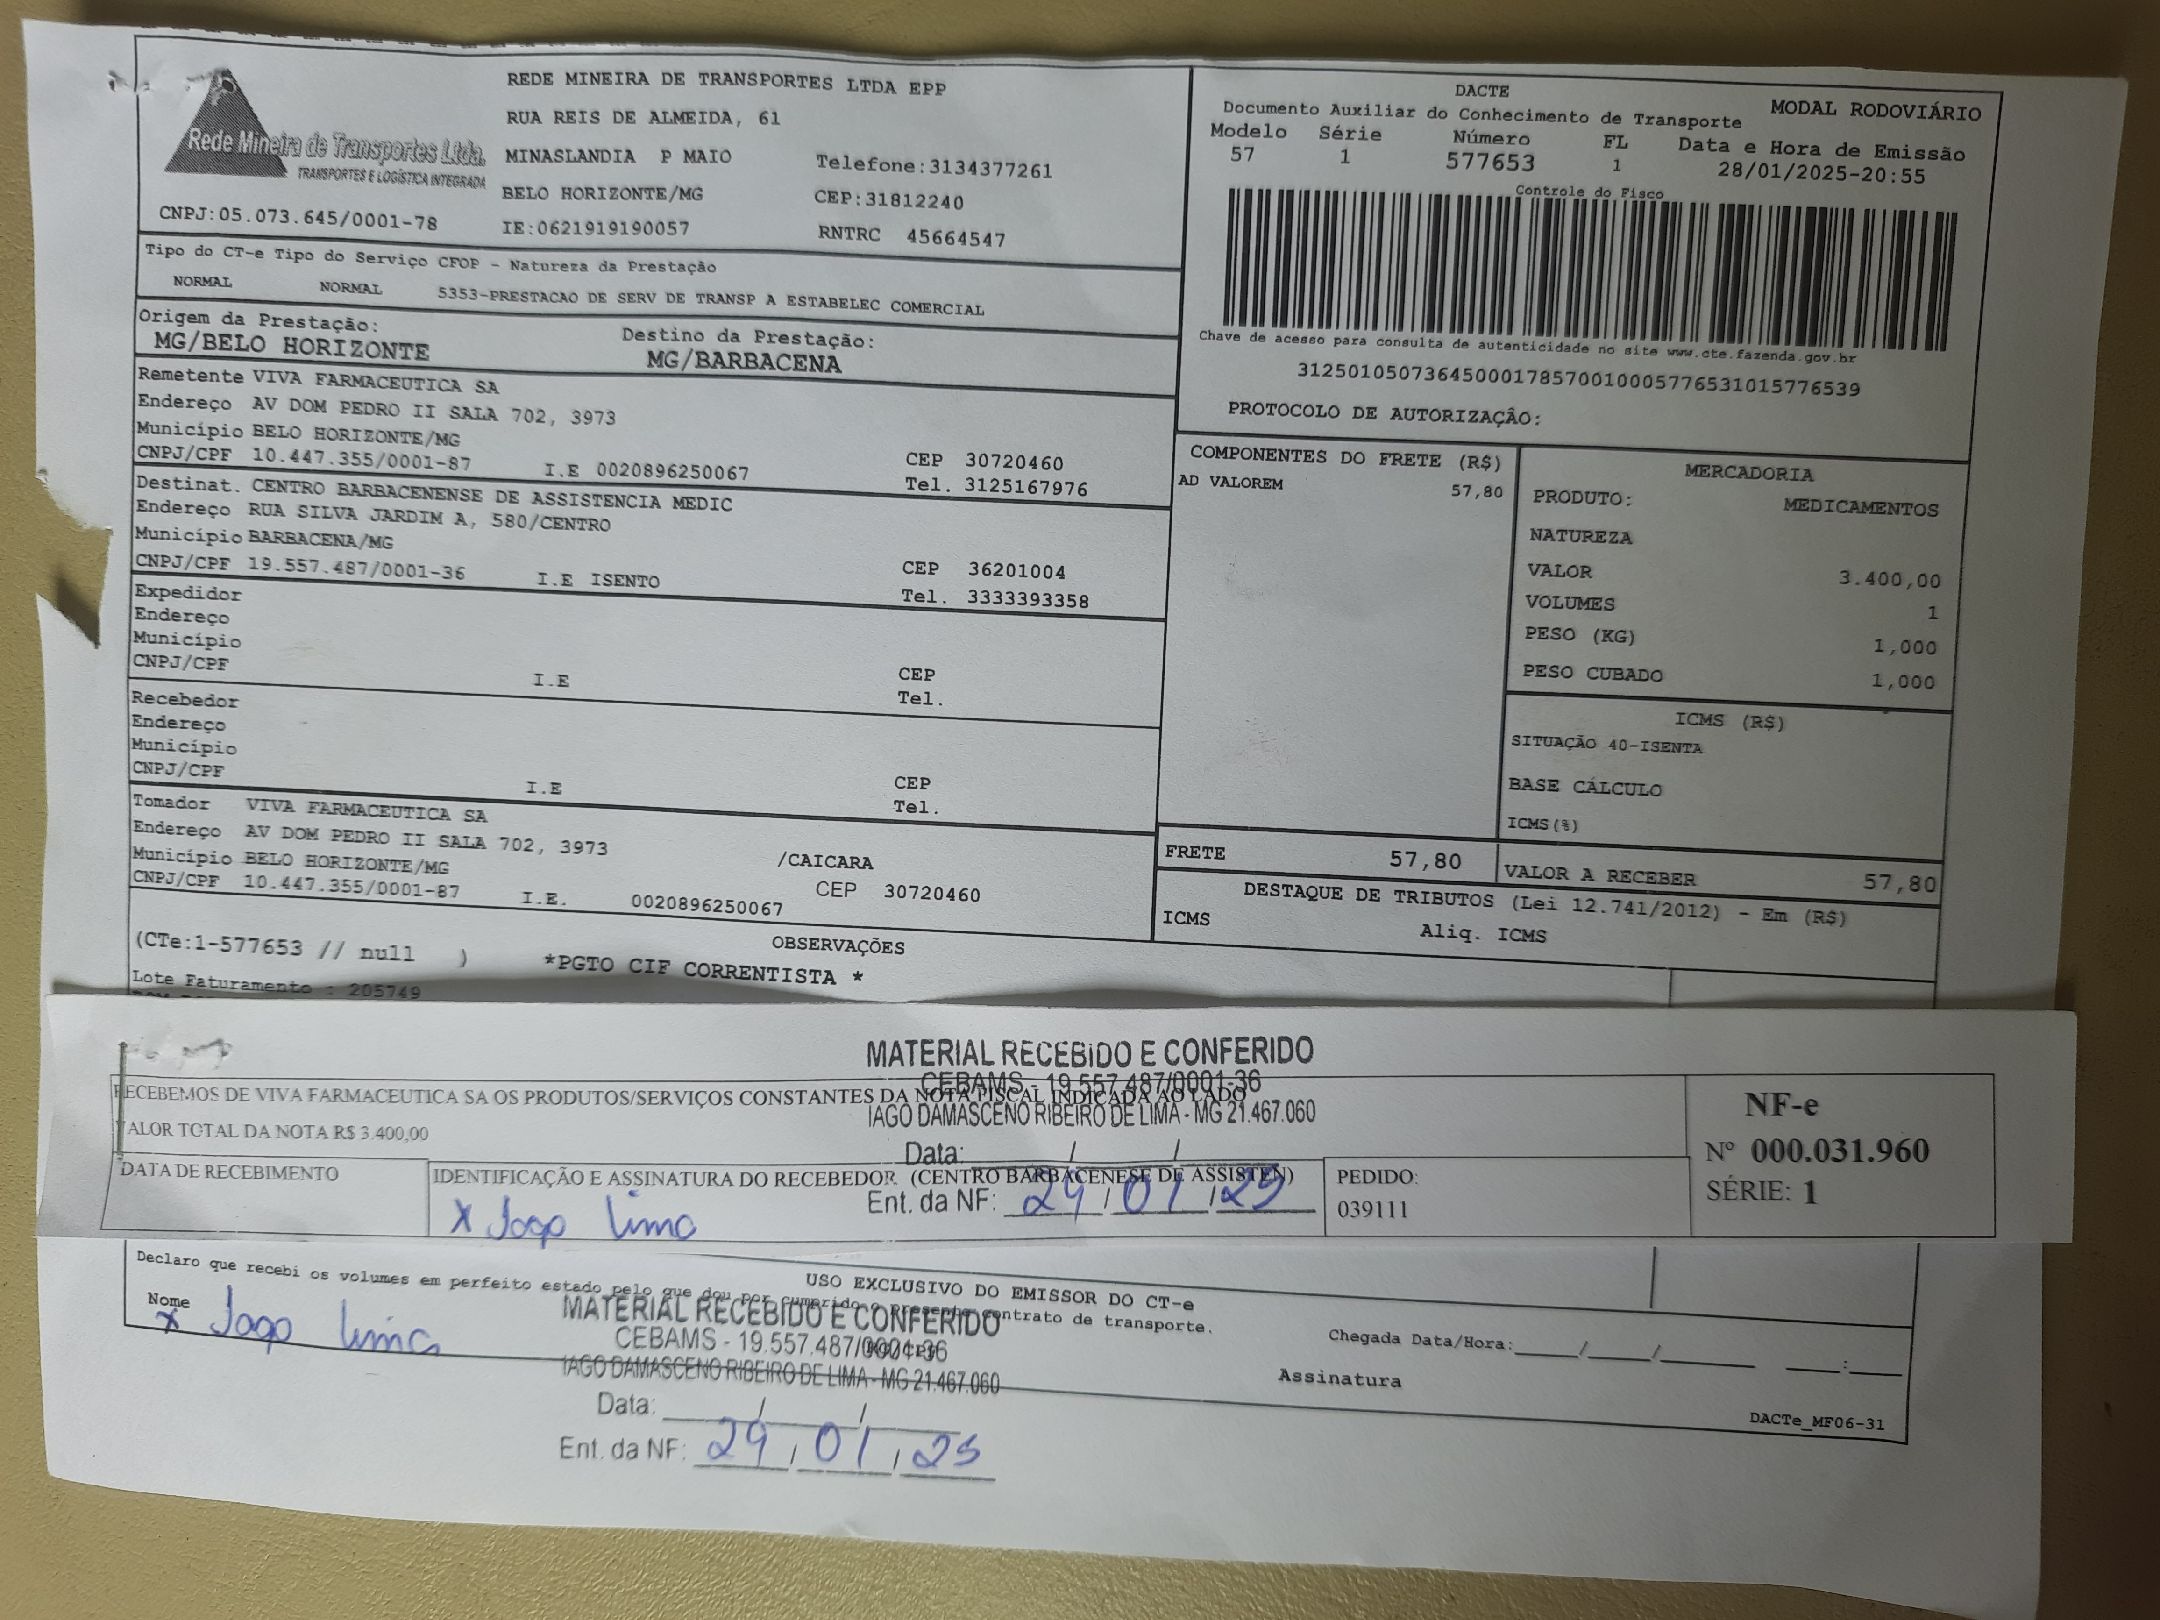 REDE MINEIRA DE TRANSPORTES LTDA EPP
RUA REIS DE ALMEIDA, 61
MINASLANDIA P MAIO Telefone:3134377261
BELO HORIZONTE/MG CEP:31812240
IE:0621919190057 RNTRC 45664547
Rede Mineira de Transportes Ltda.
TRANSPORTES E LOGÍSTICA INTEGRADA
CNPJ:05.073.645/0001-78
DACTE
Documento Auxiliar do Conhecimento de Transporte MODAL RODOVIÁRIO
Modelo Série Número FL Data e Hora de Emissão
57 1 577653 1 28/01/2025-20:55
Controle do Fisco
Chave de acesso para consulta de autenticidade no site www.cte.fazenda.gov.br
31250105073645000178570010005776531015776539
PROTOCOLO DE AUTORIZAÇÃO:
Tipo do CT-e Tipo do Serviço CFOP - Natureza da Prestação
NORMAL NORMAL 5353-PRESTACAO DE SERV DE TRANSP A ESTABELEC COMERCIAL
Origem da Prestação: Destino da Prestação:
MG/BELO HORIZONTE MG/BARBACENA
Remetente VIVA FARMACEUTICA SA
Endereço AV DOM PEDRO II SALA 702, 3973
Município BELO HORIZONTE/MG CEP 30720460
CNPJ/CPF 10.447.355/0001-87 I.E 0020896250067 Tel. 3125167976
Destinat. CENTRO BARBACENENSE DE ASSISTENCIA MEDIC
Endereço RUA SILVA JARDIM A, 580/CENTRO
Município BARBACENA/MG CEP 36201004
CNPJ/CPF 19.557.487/0001-36 I.E ISENTO Tel. 3333393358
Expedidor
Endereço
Município CEP
CNPJ/CPF I.E Tel.
Recebedor
Endereço
Município CEP
CNPJ/CPF I.E Tel.
Tomador VIVA FARMACEUTICA SA
Endereço AV DOM PEDRO II SALA 702, 3973 /CAICARA
Município BELO HORIZONTE/MG CEP 30720460
CNPJ/CPF 10.447.355/0001-87 I.E. 0020896250067
COMPONENTES DO FRETE (R$)
AD VALOREM 57,80
MERCADORIA
PRODUTO: MEDICAMENTOS
NATUREZA
VALOR 3.400,00
VOLUMES 1
PESO (KG) 1,000
PESO CUBADO 1,000
ICMS (R$)
SITUAÇÃO 40-ISENTA
BASE CÁLCULO
ICMS(%)
FRETE 57,80 VALOR A RECEBER 57,80
DESTAQUE DE TRIBUTOS (Lei 12.741/2012) - Em (R$)
ICMS Aliq. ICMS
OBSERVAÇÕES
(CTe:1-577653 // null ) *PGTO CIF CORRENTISTA *
Lote Faturamento : 205749
MATERIAL RECEBIDO E CONFERIDO
CEBAMS - 19.557.487/0001-36
IAGO DAMASCENO RIBEIRO DE LIMA - MG 21.467.060
Data: / /
Ent. da NF: 29/01/25
RECEBEMOS DE VIVA FARMACEUTICA SA OS PRODUTOS/SERVIÇOS CONSTANTES DA NOTA FISCAL INDICADA AO LADO
VALOR TOTAL DA NOTA R$ 3.400,00
DATA DE RECEBIMENTO
IDENTIFICAÇÃO E ASSINATURA DO RECEBEDOR (CENTRO BARBACENESE DE ASSISTEN)
x Iago Lima
PEDIDO:
039111
NF-e
Nº 000.031.960
SÉRIE: 1
USO EXCLUSIVO DO EMISSOR DO CT-e
Declaro que recebi os volumes em perfeito estado pelo que dou por cumprido o presente contrato de transporte.
Nome
x Iago Lima
Chegada Data/Hora: / / :
Assinatura
MATERIAL RECEBIDO E CONFERIDO
CEBAMS - 19.557.487/0001-36
IAGO DAMASCENO RIBEIRO DE LIMA - MG 21.467.060
Data: / /
Ent. da NF: 29/01/25
DACTe_MF06-31